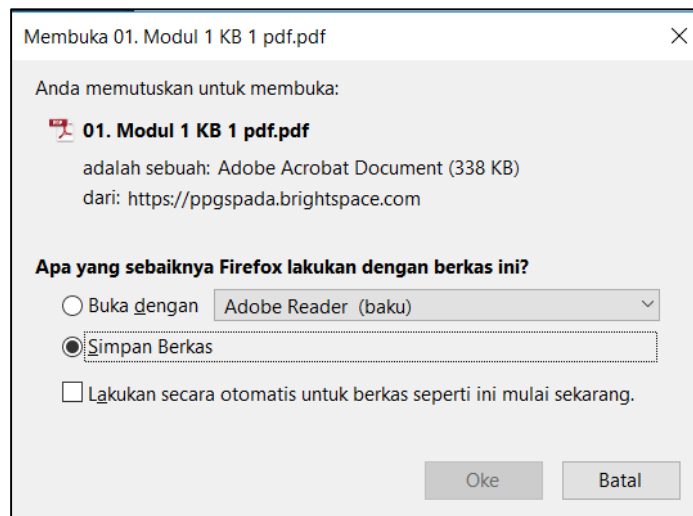 Membuka 01. Modul 1 KB 1 pdf.pdf
Anda memutuskan untuk membuka:
01. Modul 1 KB 1 pdf.pdf
adalah sebuah: Adobe Acrobat Document (338 KB)
dari: https://ppgspada.brightspace.com
Apa yang sebaiknya Firefox lakukan dengan berkas ini?
Buka dengan Adobe Reader (baku)
Simpan Berkas
Lakukan secara otomatis untuk berkas seperti ini mulai sekarang.
Oke Batal